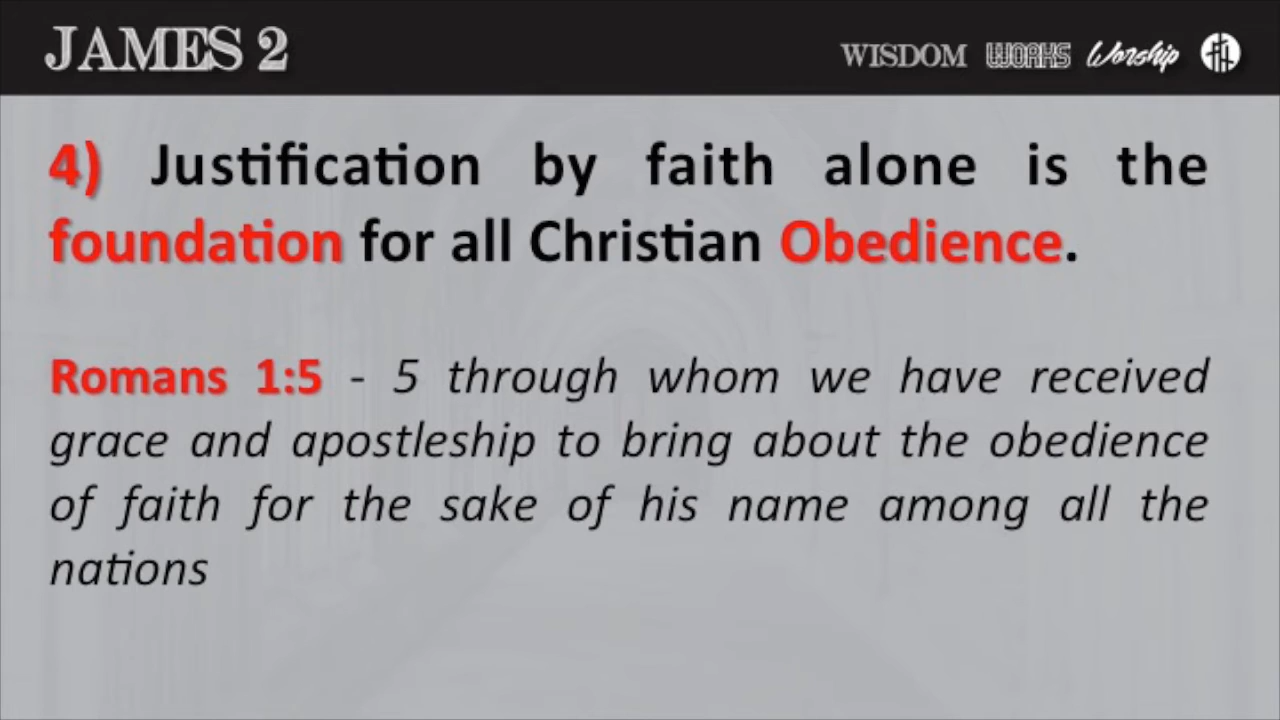 JAMES 2
WISDOM WORKS Worship
4) Justification by faith alone is the
foundation for all Christian Obedience.
Romans 1:5 - 5 through whom we have received
grace and apostleship to bring about the obedience
of faith for the sake of his name among all the
nations